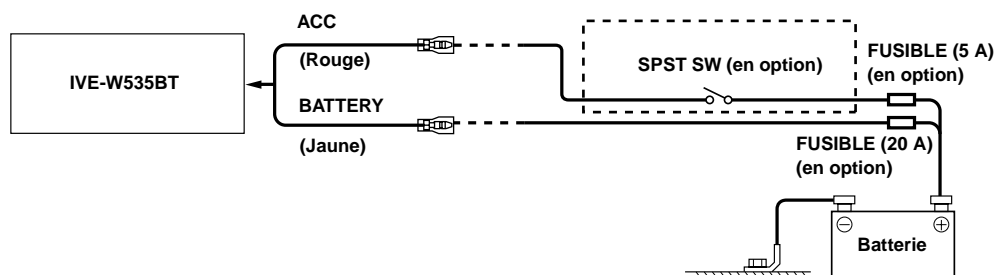 ACC
(Rouge)
IVE-W535BT
BATTERY
(Jaune)
SPST SW (en option)
FUSIBLE (5 A)
(en option)
FUSIBLE (20 A)
(en option)
Batterie